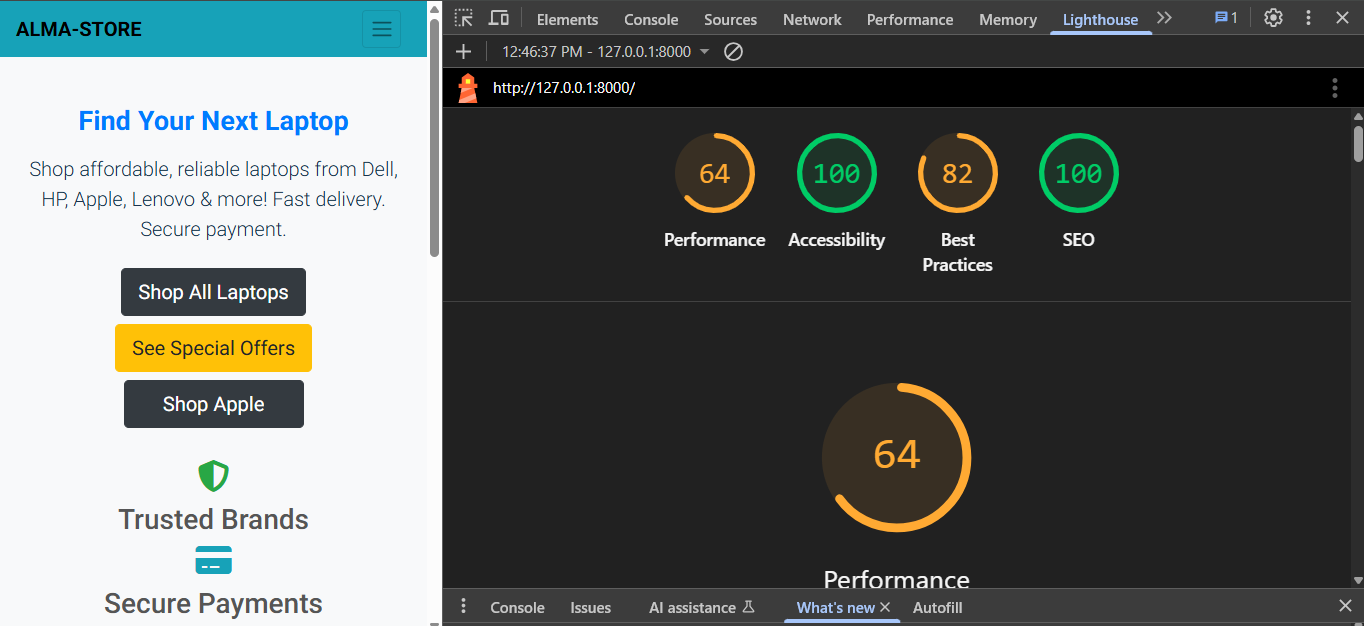 ALMA-STORE
Find Your Next Laptop
Shop affordable, reliable laptops from Dell,
HP, Apple, Lenovo & more! Fast delivery.
Secure payment.
Shop All Laptops
See Special Offers
Shop Apple
Trusted Brands
Secure Payments
Elements Console Sources Network Performance Memory Lighthouse 1
12:46:37 PM - 127.0.0.1:8000
http://127.0.0.1:8000/
64 100 82 100
Performance Accessibility Best Practices SEO
64
Performance
Console Issues AI assistance What's new Autofill